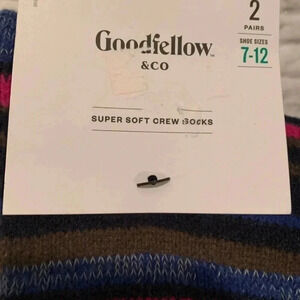 2
PAIRS
Goodfellow
& CO
SHOE SIZES
7-12
SUPER SOFT CREW SOCKS